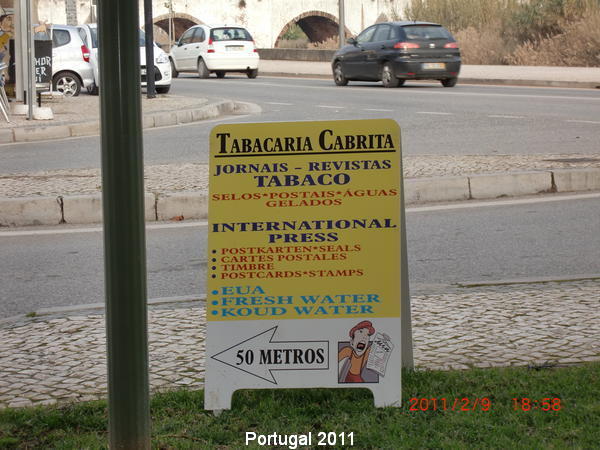 TABACARIA CABRITA
JORNAIS - REVISTAS
TABACO
SELOS*POSTAIS*ÁGUAS
GELADOS
INTERNATIONAL
PRESS
• POSTKARTEN*SEALS
• CARTES POSTALES
• TIMBRE
• POSTCARDS*STAMPS
• EUA
• FRESH WATER
• KOUD WATER
50 METROS
2011/2/9 18:58
Portugal 2011